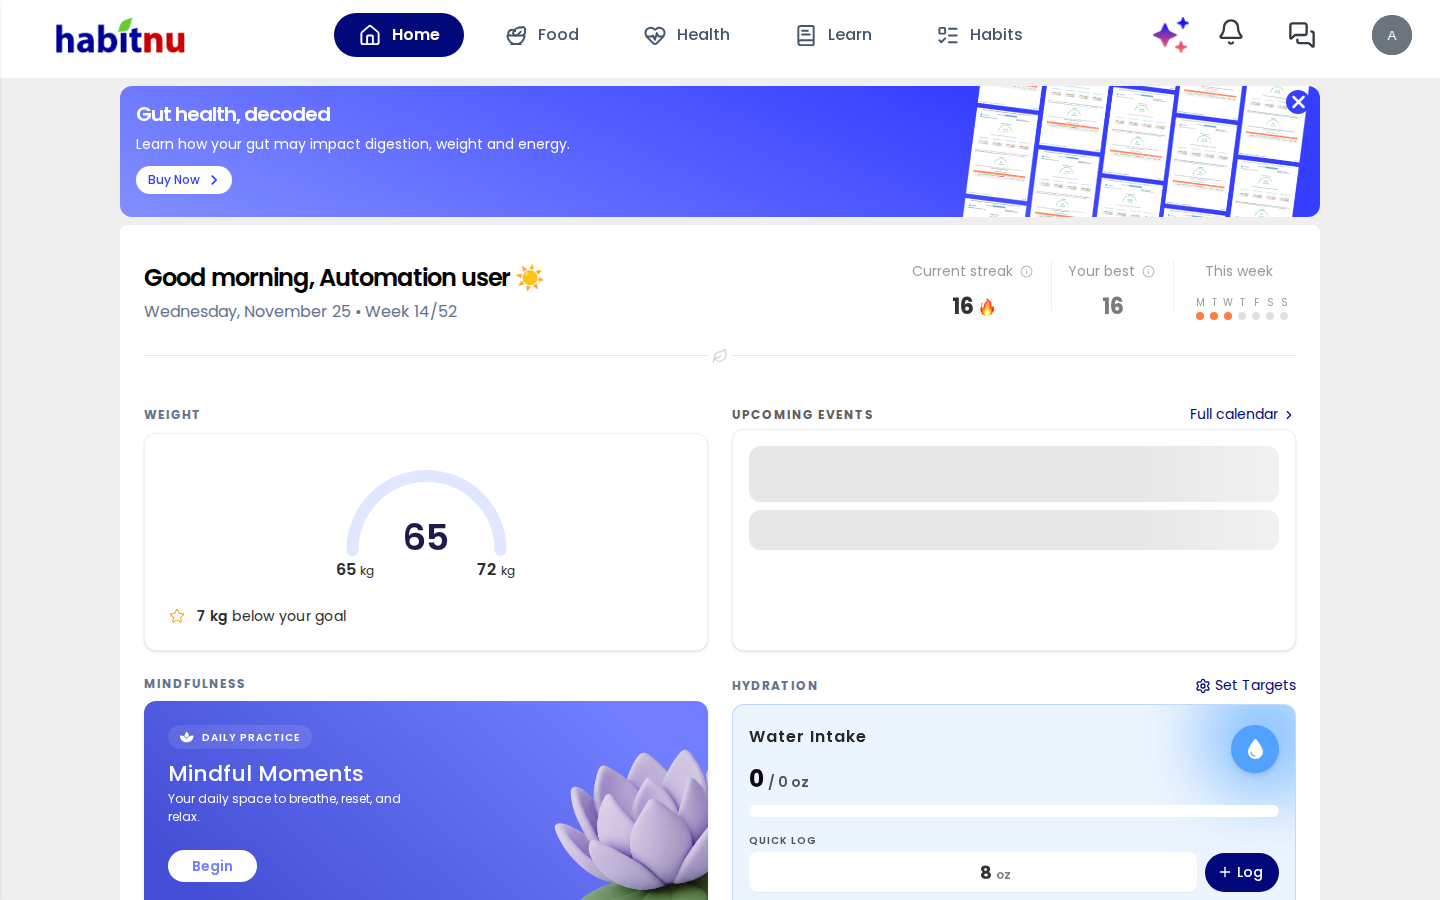 habitnu
Home
Food
Health
Learn
Habits
A
Gut health, decoded
Learn how your gut may impact digestion, weight and energy.
Buy Now
Good morning, Automation user ☀️
Wednesday, November 25 • Week 14/52
Current streak
16 🔥
Your best
16
This week
M T W T F S S
WEIGHT
65
65 kg
72 kg
7 kg below your goal
UPCOMING EVENTS
Full calendar
MINDFULNESS
DAILY PRACTICE
Mindful Moments
Your daily space to breathe, reset, and
relax.
Begin
HYDRATION
Set Targets
Water Intake
0 / 0 oz
QUICK LOG
8 oz
+ Log